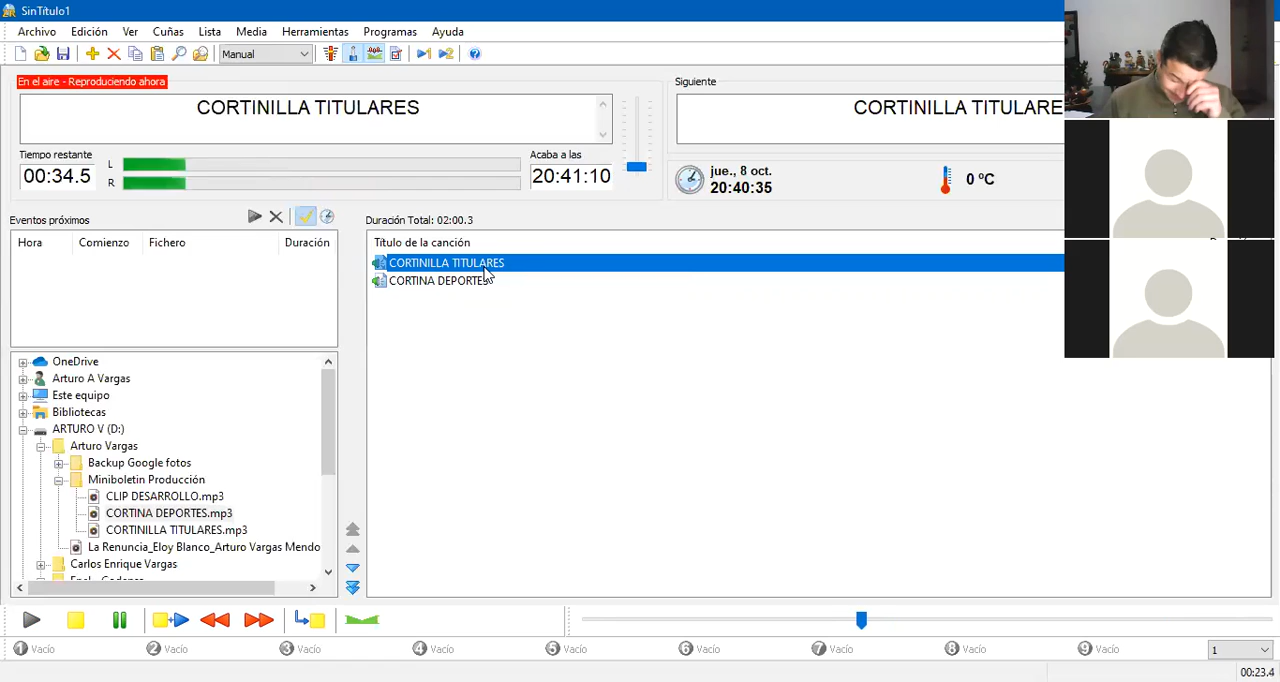 SinTítulo1
Archivo Edición Ver Cuñas Lista Media Herramientas Programas Ayuda
Manual
En el aire - Reproduciendo ahora
CORTINILLA TITULARES
Tiempo restante
00:34.5
L
R
Acaba a las
20:41:10
Siguiente
CORTINILLA TITULARE
jue., 8 oct.
20:40:35
0 ºC
Eventos próximos
Hora Comienzo Fichero Duración
Duración Total: 02:00.3
Título de la canción
CORTINILLA TITULARES
CORTINA DEPORTES
OneDrive
Arturo A Vargas
Este equipo
Bibliotecas
ARTURO V (D:)
Arturo Vargas
Backup Google fotos
Miniboletin Producción
CLIP DESARROLLO.mp3
CORTINA DEPORTES.mp3
CORTINILLA TITULARES.mp3
La Renuncia_Eloy Blanco_Arturo Vargas Mendo
Carlos Enrique Vargas
1 Vacío 2 Vacío 3 Vacío 4 Vacío 5 Vacío 6 Vacío 7 Vacío 8 Vacío 9 Vacío 1
00:23.4